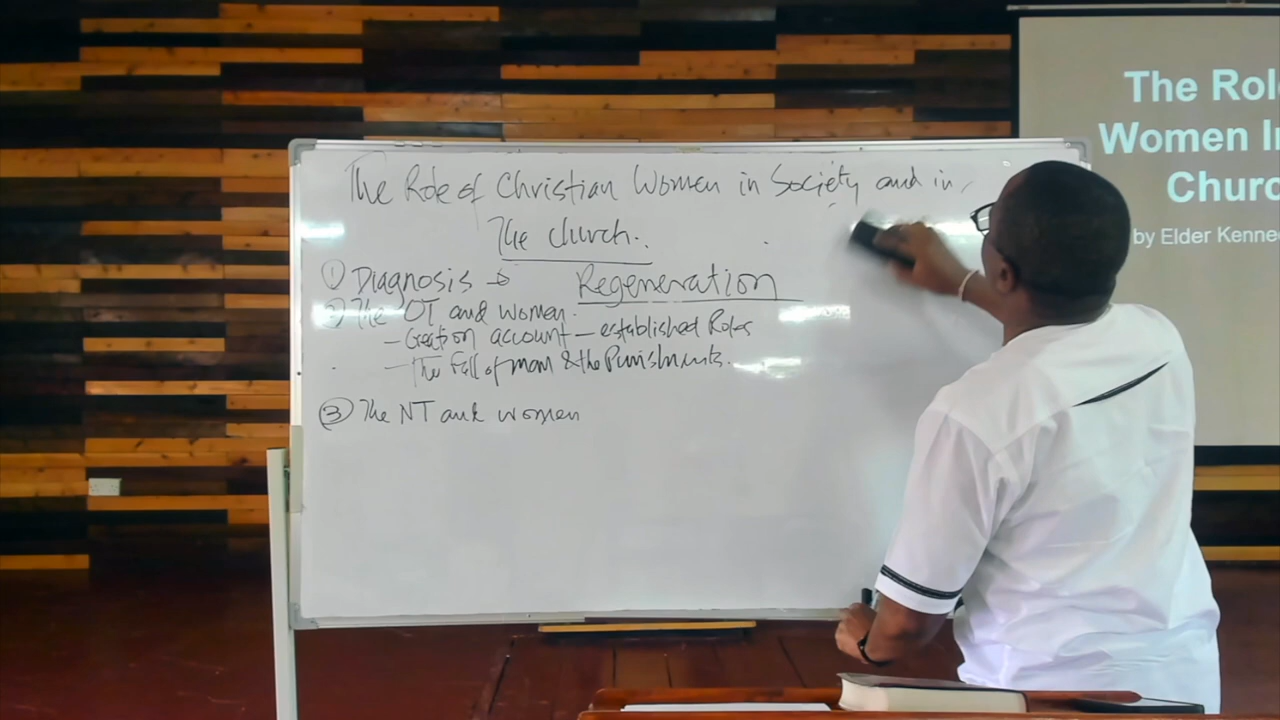 The Role of Christian Women in Society and in
The church.
① Diagnosis → Regeneration
② The OT and women.
- Creation account - established Roles
- The Fall of man & the Punishments.
③ The NT and women
The Rol
Women I
Churc
by Elder Kenne